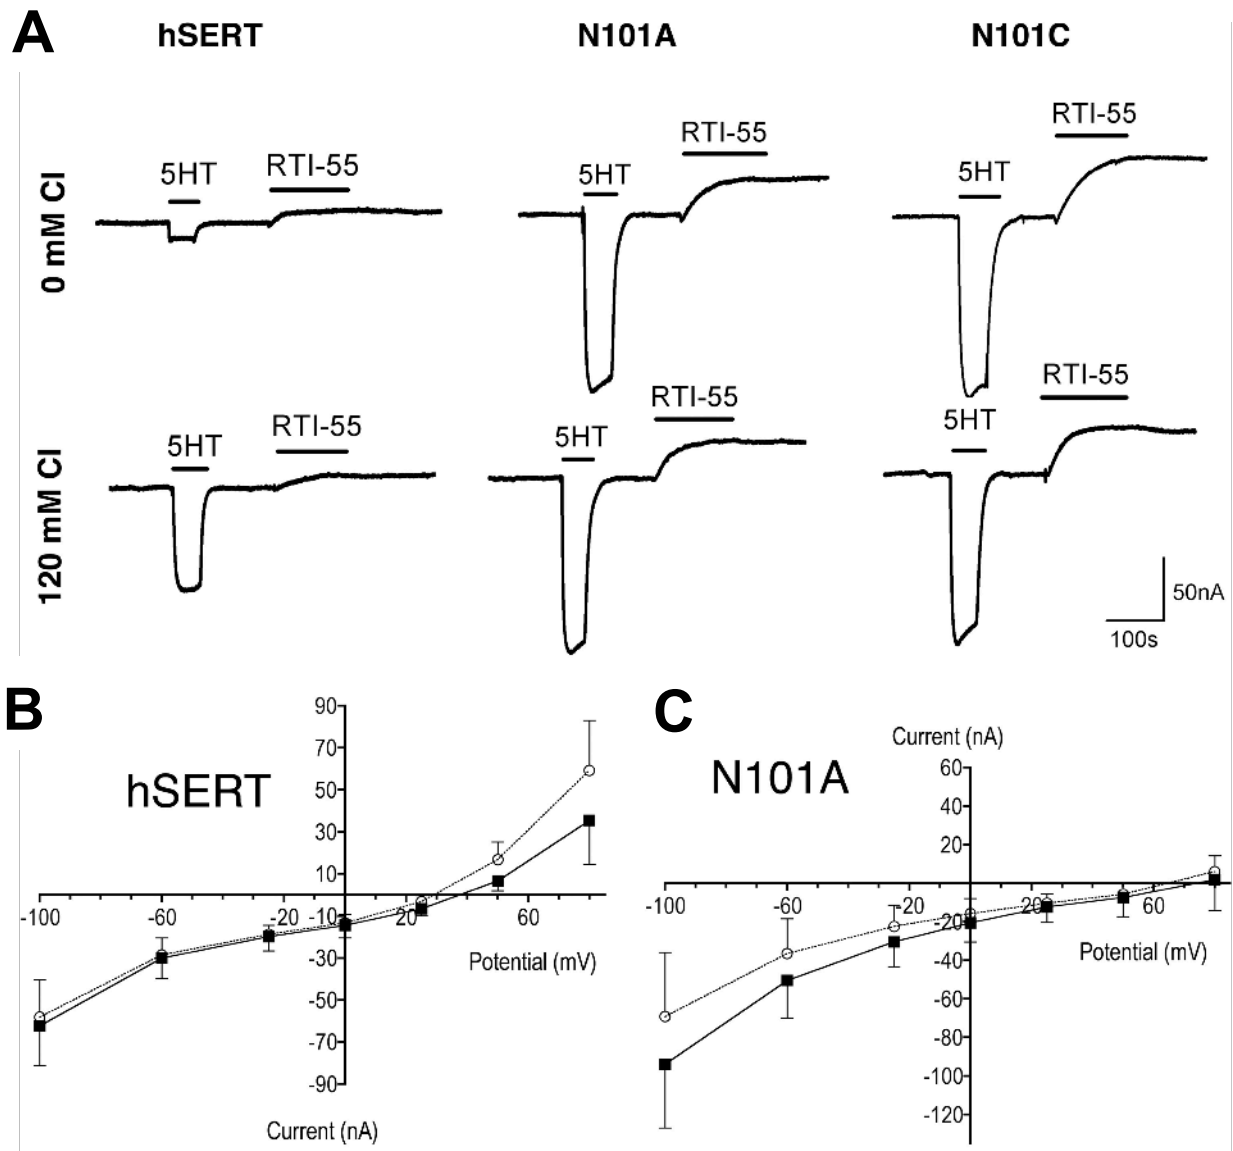 A
hSERT
N101A
N101C
0 mM Cl
5HT
RTI-55
5HT
RTI-55
5HT
RTI-55
120 mM Cl
5HT
RTI-55
5HT
RTI-55
5HT
RTI-55
50nA
100s
B
hSERT
90
70
50
30
10
-10
-30
-50
-70
-90
-100
-60
-20
20
60
Potential (mV)
Current (nA)
C
N101A
Current (nA)
60
40
20
-20
-40
-60
-80
-100
-120
-100
-60
-20
20
60
Potential (mV)